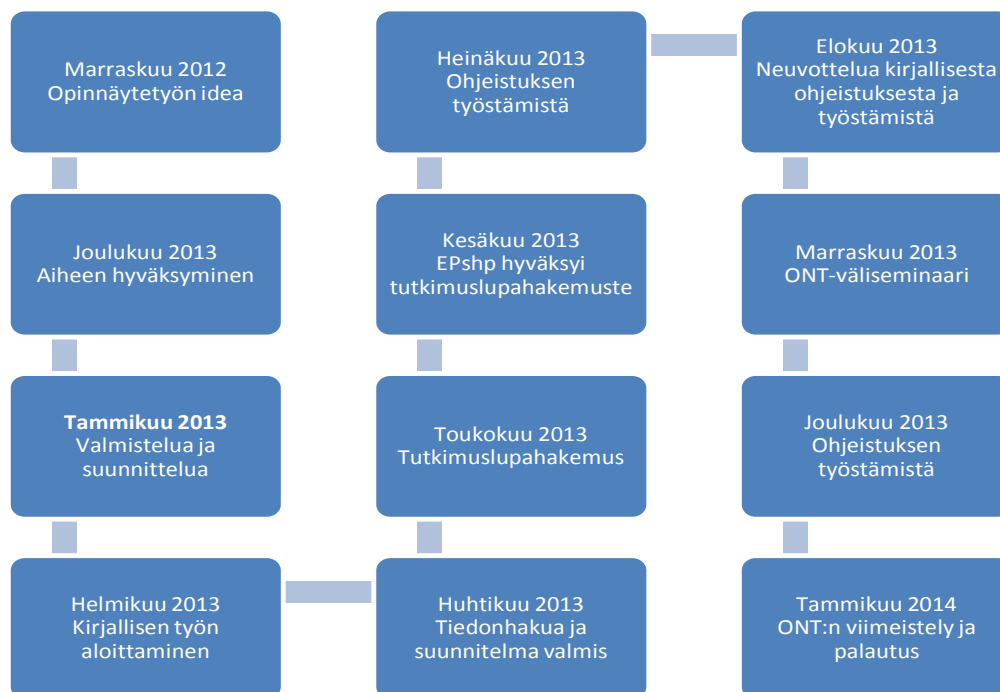 Marraskuu 2012
Opinnäytetyön idea
Joulukuu 2013
Aiheen hyväksyminen
Tammikuu 2013
Valmistelua ja
suunnittelua
Helmikuu 2013
Kirjallisen työn
aloittaminen
Huhtikuu 2013
Tiedonhakua ja
suunnitelma valmis
Toukokuu 2013
Tutkimuslupahakemus
Kesäkuu 2013
EPshp hyväksyi
tutkimuslupahakemuste
Heinäkuu 2013
Ohjeistuksen
työstämistä
Elokuu 2013
Neuvottelua kirjallisesta
ohjeistuksesta ja
työstämistä
Marraskuu 2013
ONT-väliseminaari
Joulukuu 2013
Ohjeistuksen
työstämistä
Tammikuu 2014
ONT:n viimeistely ja
palautus